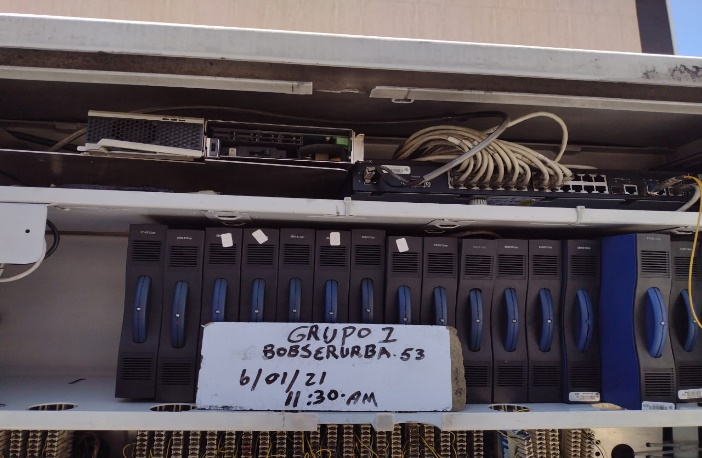 GRUPO I
BOBSERURBA.53
6/01/21
11:30.AM